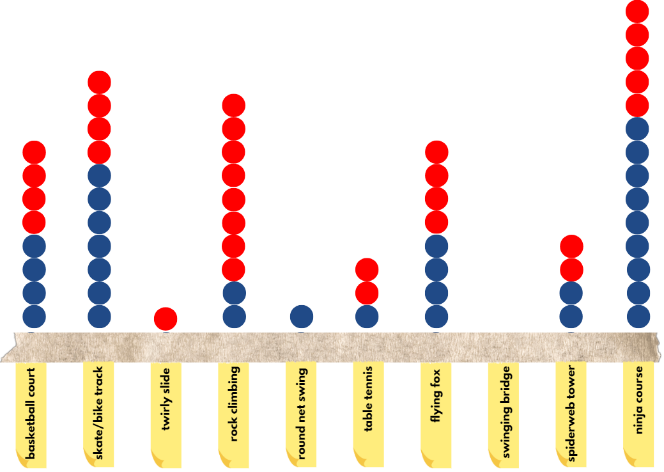 basketball court
skate/bike track
twirly slide
rock climbing
round net swing
table tennis
flying fox
swinging bridge
spiderweb tower
ninja course